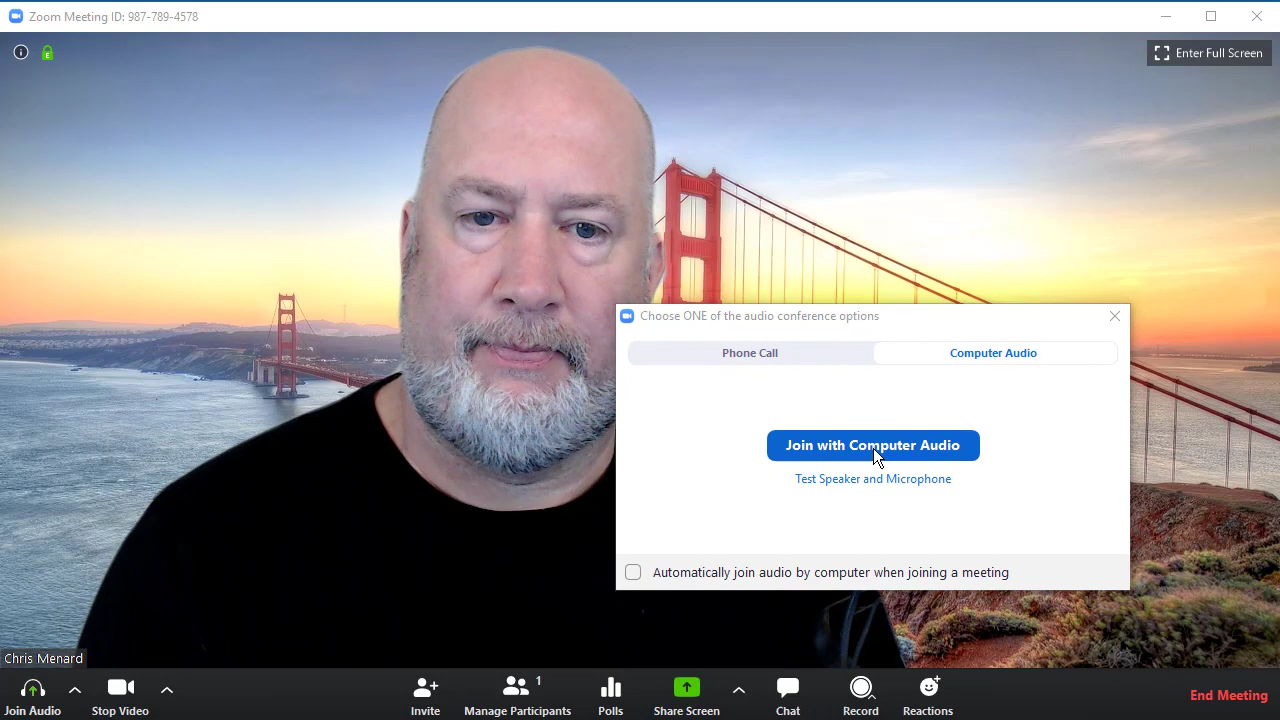 Zoom Meeting ID: 987-789-4578
Enter Full Screen
Choose ONE of the audio conference options
Phone Call
Computer Audio
Join with Computer Audio
Test Speaker and Microphone
Automatically join audio by computer when joining a meeting
Chris Menard
1
Join Audio
Stop Video
Invite
Manage Participants
Polls
Share Screen
Chat
Record
Reactions
End Meeting